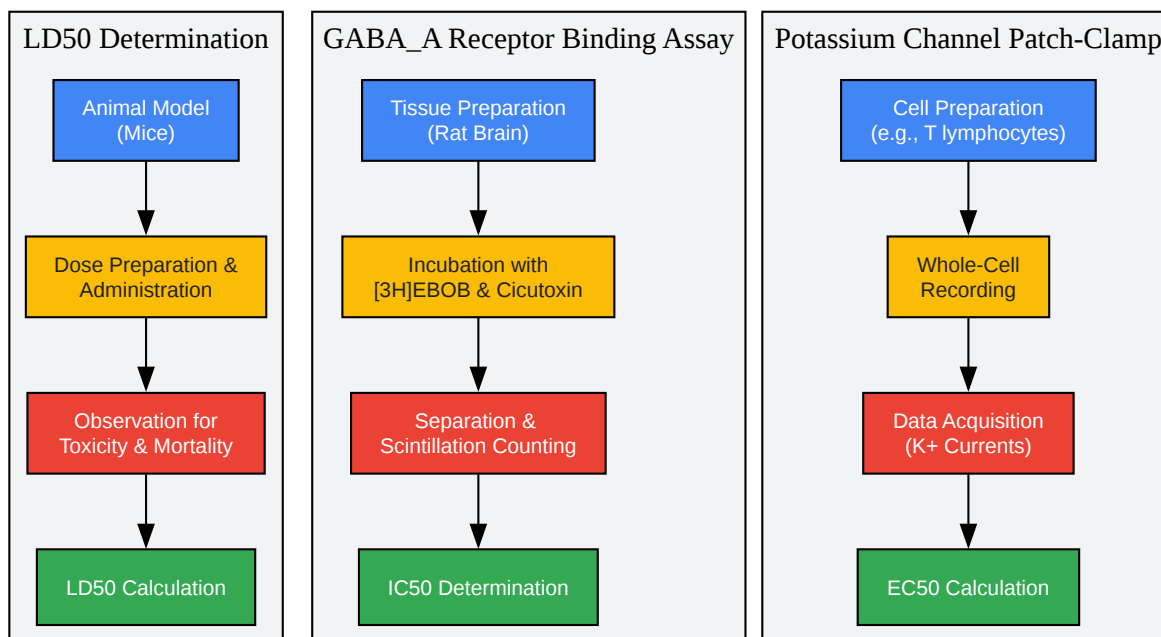 LD50 Determination
Animal Model
(Mice)
Dose Preparation &
Administration
Observation for
Toxicity & Mortality
LD50 Calculation
GABA_A Receptor Binding Assay
Tissue Preparation
(Rat Brain)
Incubation with
[3H]EBOB & Cicutoxin
Separation &
Scintillation Counting
IC50 Determination
Potassium Channel Patch-Clamp
Cell Preparation
(e.g., T lymphocytes)
Whole-Cell
Recording
Data Acquisition
(K+ Currents)
EC50 Calculation